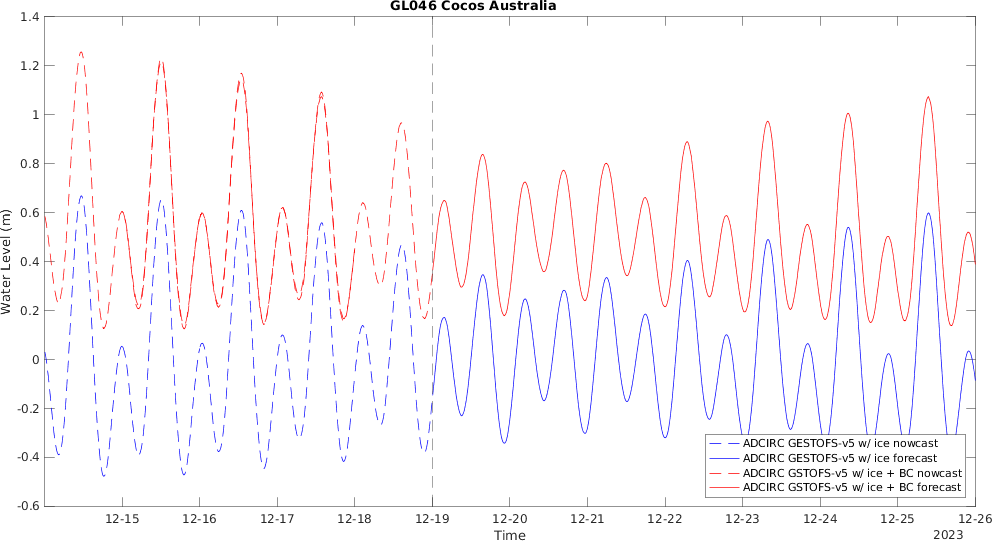 GL046 Cocos Australia
1.4
1.2
1
0.8
0.6
0.4
0.2
0
-0.2
-0.4
-0.6
Water Level (m)
ADCIRC GESTOFS-v5 w/ ice nowcast
ADCIRC GESTOFS-v5 w/ ice forecast
ADCIRC GSTOFS-v5 w/ ice + BC nowcast
ADCIRC GSTOFS-v5 w/ ice + BC forecast
12-15 12-16 12-17 12-18 12-19 12-20 12-21 12-22 12-23 12-24 12-25 12-26
Time
2023